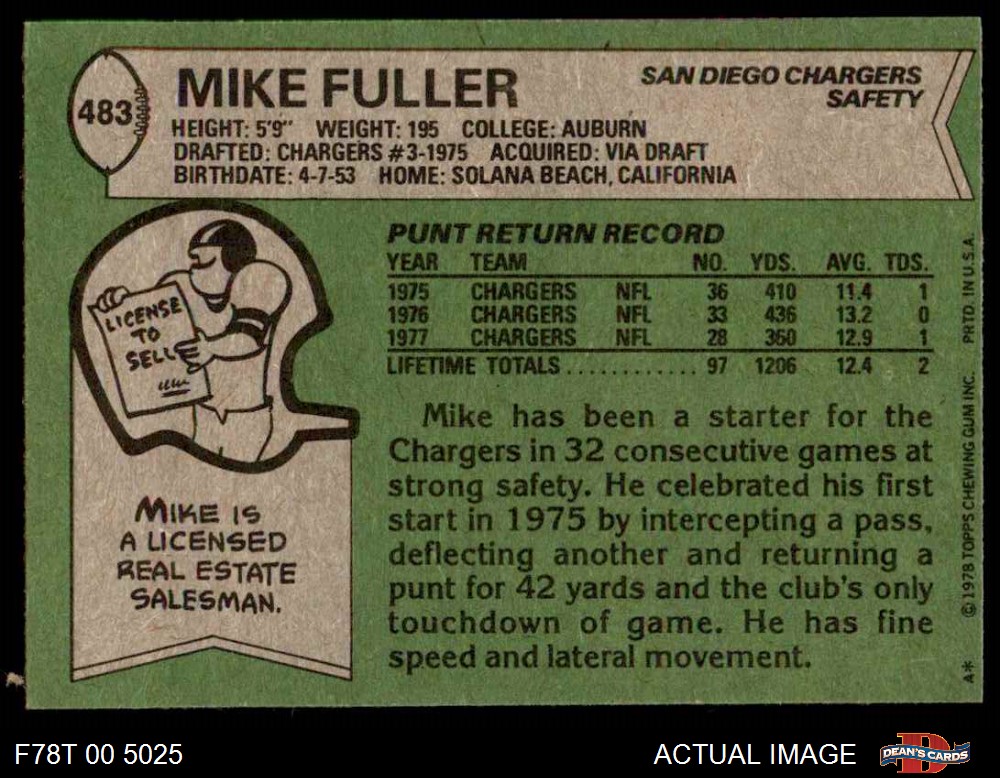 483
MIKE FULLER
SAN DIEGO CHARGERS
SAFETY
HEIGHT: 5'9" WEIGHT: 195 COLLEGE: AUBURN
DRAFTED: CHARGERS #3-1975 ACQUIRED: VIA DRAFT
BIRTHDATE: 4-7-53 HOME: SOLANA BEACH, CALIFORNIA
LICENSE
TO
SELL
MIKE IS
A LICENSED
REAL ESTATE
SALESMAN.
PUNT RETURN RECORD
YEAR TEAM NO. YDS. AVG. TDS.
1975 CHARGERS NFL 36 410 11.4 1
1976 CHARGERS NFL 33 436 13.2 0
1977 CHARGERS NFL 28 360 12.9 1
LIFETIME TOTALS............ 97 1206 12.4 2
Mike has been a starter for the
Chargers in 32 consecutive games at
strong safety. He celebrated his first
start in 1975 by intercepting a pass,
deflecting another and returning a
punt for 42 yards and the club's only
touchdown of game. He has fine
speed and lateral movement.
A* © 1978 TOPPS CHEWING GUM INC. PRTD. IN U.S.A.
F78T 00 5025
ACTUAL IMAGE
D
DEAN'S CARDS